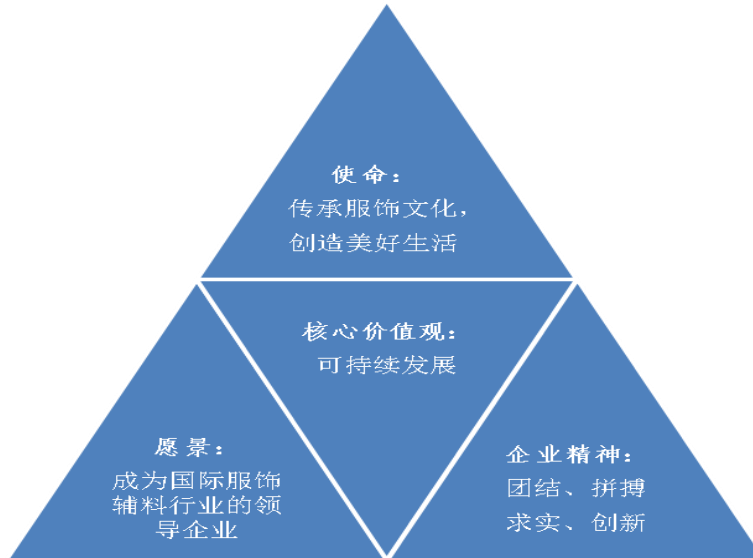 使命：
传承服饰文化，
创造美好生活
核心价值观：
可持续发展
愿景：
成为国际服饰
辅料行业的领
导企业
企业精神：
团结、拼搏
求实、创新